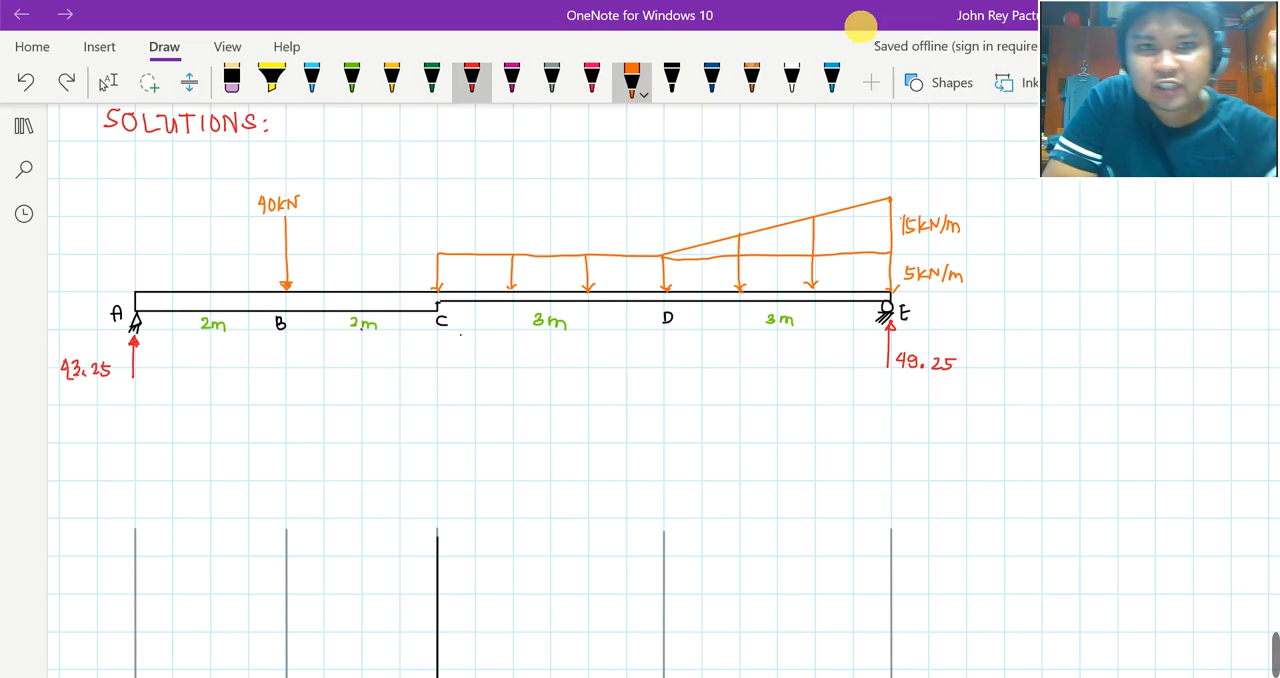 OneNote for Windows 10
John Rey Pactu
Home Insert Draw View Help
Saved offline (sign in require
Shapes
Ink
SOLUTIONS:
40kN
15kN/m
5kN/m
A
2m
B
2m
C
3m
D
3m
E
43.25
49.25